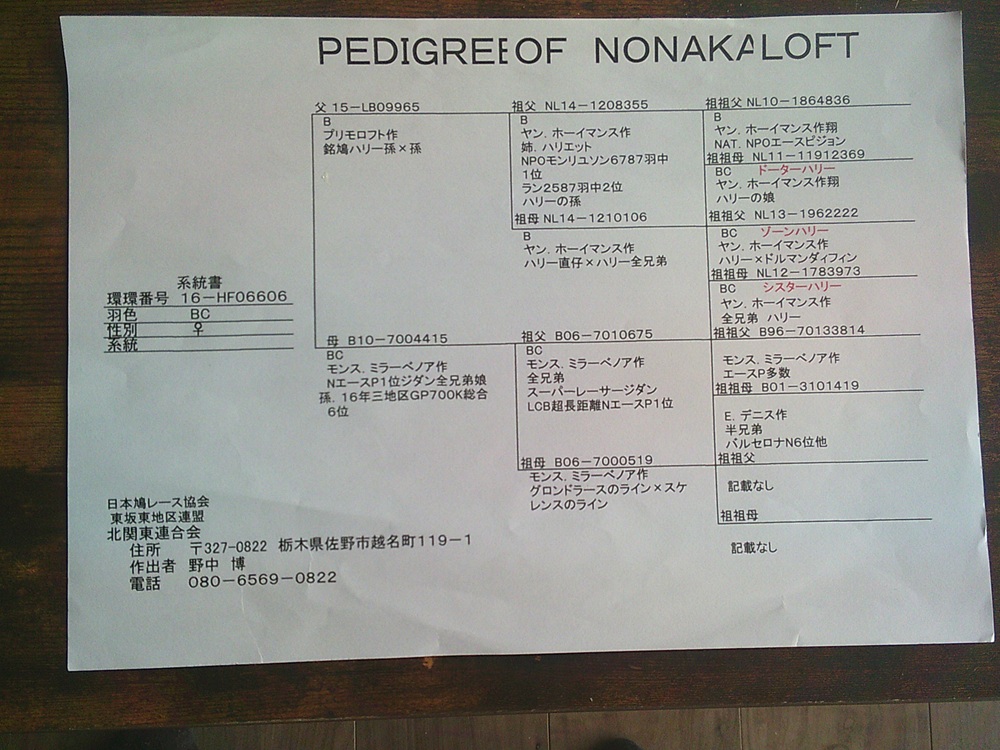 PEDIGREE OF NONAKA LOFT
父 15-LB09965
B
プリモロフト作
銘鳩ハリー孫×孫
祖父 NL14-1208355
B
ヤン．ホーイマンス作
姉．ハリエット
NPOモンリュソン6787羽中
1位
ラン2587羽中2位
ハリーの孫
祖母 NL14-1210106
B
ヤン．ホーイマンス作
ハリー直仔×ハリー全兄弟
祖祖父 NL10-1864836
B
ヤン．ホーイマンス作翔
NAT．NPOエースピジョン
祖祖母 NL11-11912369
BC ドーターハリー
ヤン．ホーイマンス作翔
ハリーの娘
祖祖父 NL13-1962222
BC ゾーンハリー
ヤン．ホーイマンス作
ハリー×ドルマンダイフィン
祖祖母 NL12-1783973
BC シスターハリー
ヤン．ホーイマンス作
全兄弟 ハリー
系統書
環環番号 16-HF06606
羽色 BC
性別 ♀
系統
母 B10-7004415
BC
モンス．ミラーベノア作
NエースP1位ジダン全兄弟娘
孫．16年三地区GP700K総合
6位
祖父 B06-7010675
BC
モンス．ミラーベノア作
全兄弟
スーパーレーサージダン
LCB超長距離NエースP1位
祖母 B06-7000519
モンス．ミラーベノア作
グロンドラースのライン×スケ
レンスのライン
祖祖父 B96-70133814
モンス．ミラーベノア作
エースP多数
祖祖母 B01-3101419
E．デニス作
半兄弟
バルセロナN6位他
祖祖父
記載なし
祖祖母
記載なし
日本鳩レース協会
東坂東地区連盟
北関東連合会
住所 〒327-0822 栃木県佐野市越名町119-1
作出者 野中 博
電話 080-6569-0822